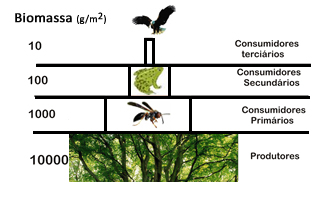 Biomassa (g/m²)
10
Consumidores
terciários
100
Consumidores
Secundários
1000
Consumidores
Primários
10000
Produtores